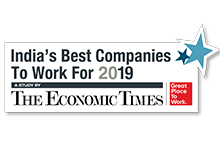 India's Best Companies
To Work For 2019
A STUDY BY
THE ECONOMIC TIMES
Great
Place
To
Work.